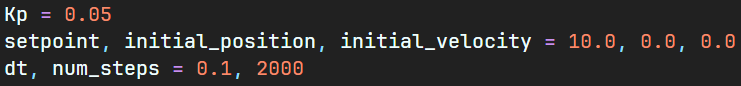 Kp = 0.05
setpoint, initial_position, initial_velocity = 10.0, 0.0, 0.0
dt, num_steps = 0.1, 2000